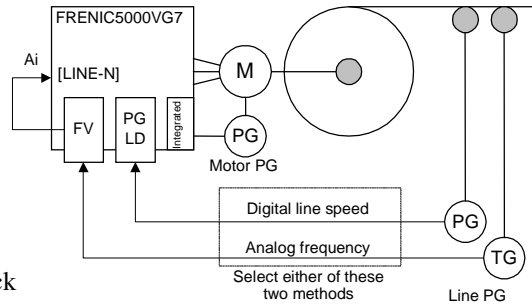 FRENIC5000VG7
Ai
[LINE-N]
M
FV
PG
LD
Integrated
PG
Motor PG
Digital line speed
PG
Analog frequency
TG
Select either of these
two methods
Line PG
ck